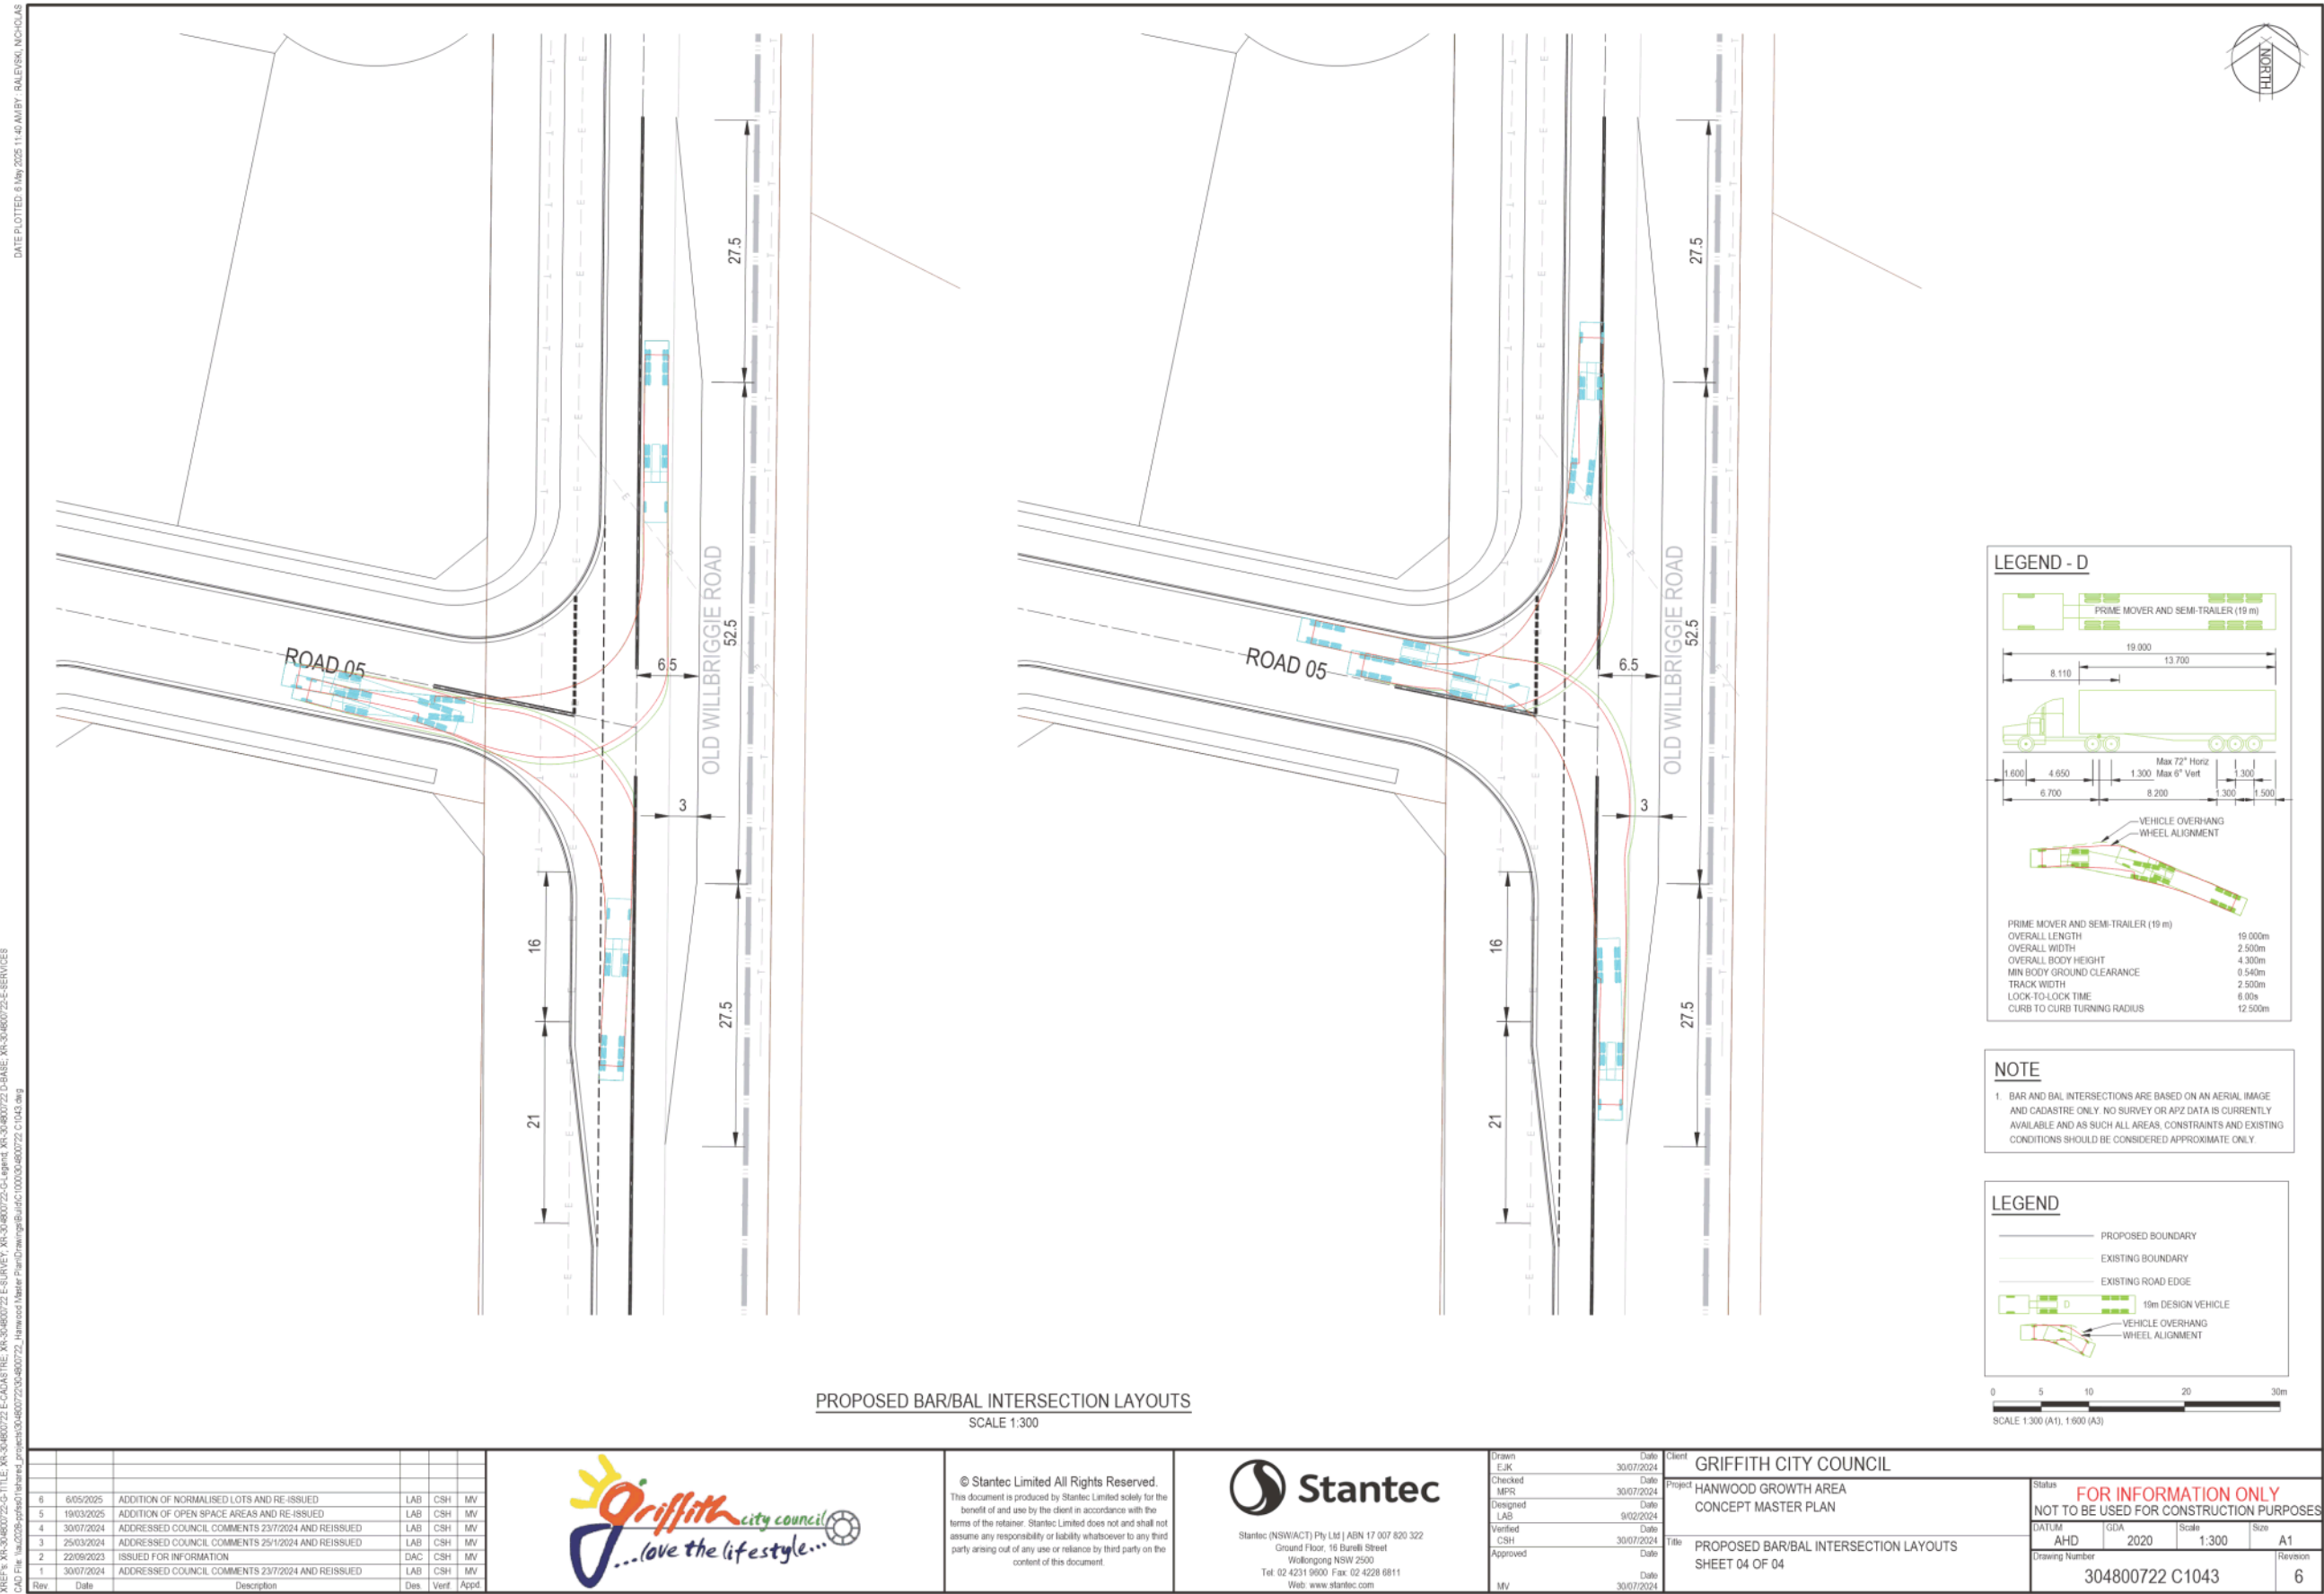 DATE PLOTTED: 6 May 2025 11:40 AM BY : RALEVSKI, NICHOLAS
NORTH
27.5
52.5
6.5
3
27.5
16
21
ROAD 05
OLD WILLBRIGGIE ROAD
27.5
52.5
6.5
3
27.5
16
21
ROAD 05
OLD WILLBRIGGIE ROAD
LEGEND - D
PRIME MOVER AND SEMI-TRAILER (19 m)
19.000
13.700
8.110
Max 72° Horiz
1.600 4.650 1.300 Max 6° Vert 1.300
6.700 8.200 1.300 1.500
VEHICLE OVERHANG
WHEEL ALIGNMENT
PRIME MOVER AND SEMI-TRAILER (19 m)
OVERALL LENGTH 19.000m
OVERALL WIDTH 2.500m
OVERALL BODY HEIGHT 4.300m
MIN BODY GROUND CLEARANCE 0.540m
TRACK WIDTH 2.500m
LOCK-TO-LOCK TIME 6.00s
CURB TO CURB TURNING RADIUS 12.500m
NOTE
1. BAR AND BAL INTERSECTIONS ARE BASED ON AN AERIAL IMAGE
AND CADASTRE ONLY. NO SURVEY OR APZ DATA IS CURRENTLY
AVAILABLE AND AS SUCH ALL AREAS, CONSTRAINTS AND EXISTING
CONDITIONS SHOULD BE CONSIDERED APPROXIMATE ONLY.
LEGEND
PROPOSED BOUNDARY
EXISTING BOUNDARY
EXISTING ROAD EDGE
D 19m DESIGN VEHICLE
VEHICLE OVERHANG
WHEEL ALIGNMENT
0 5 10 20 30m
SCALE 1:300 (A1), 1:600 (A3)
PROPOSED BAR/BAL INTERSECTION LAYOUTS
SCALE 1:300
6 6/05/2025 ADDITION OF NORMALISED LOTS AND RE-ISSUED LAB CSH MV
5 19/03/2025 ADDITION OF OPEN SPACE AREAS AND RE-ISSUED LAB CSH MV
4 30/07/2024 ADDRESSED COUNCIL COMMENTS 23/7/2024 AND REISSUED LAB CSH MV
3 25/03/2024 ADDRESSED COUNCIL COMMENTS 25/1/2024 AND REISSUED LAB CSH MV
2 22/09/2023 ISSUED FOR INFORMATION DAC CSH MV
1 30/07/2024 ADDRESSED COUNCIL COMMENTS 23/7/2024 AND REISSUED LAB CSH MV
Rev Date Description Des. Verif. Appd.
Griffith city council
...love the lifestyle...
© Stantec Limited All Rights Reserved.
This document is produced by Stantec Limited solely for the
benefit of and use by the client in accordance with the
terms of the retainer. Stantec Limited does not and shall not
assume any responsibility or liability whatsoever to any third
party arising out of any use or reliance by third party on the
content of this document.
Stantec
Stantec (NSW/ACT) Pty Ltd | ABN 17 007 820 322
Ground Floor, 16 Burelli Street
Wollongong NSW 2500
Tel: 02 4231 9600 Fax: 02 4228 6811
Web: www.stantec.com
Drawn Date
EJK 30/07/2024
Checked Date
MPR 30/07/2024
Designed Date
LAB 9/02/2024
Verified Date
CSH 30/07/2024
Approved Date
Date
MV 30/07/2024
Client GRIFFITH CITY COUNCIL
Project HANWOOD GROWTH AREA
CONCEPT MASTER PLAN
Title PROPOSED BAR/BAL INTERSECTION LAYOUTS
SHEET 04 OF 04
Status
FOR INFORMATION ONLY
NOT TO BE USED FOR CONSTRUCTION PURPOSES
DATUM GDA Scale Size
AHD 2020 1:300 A1
Drawing Number Revision
304800722 C1043 6